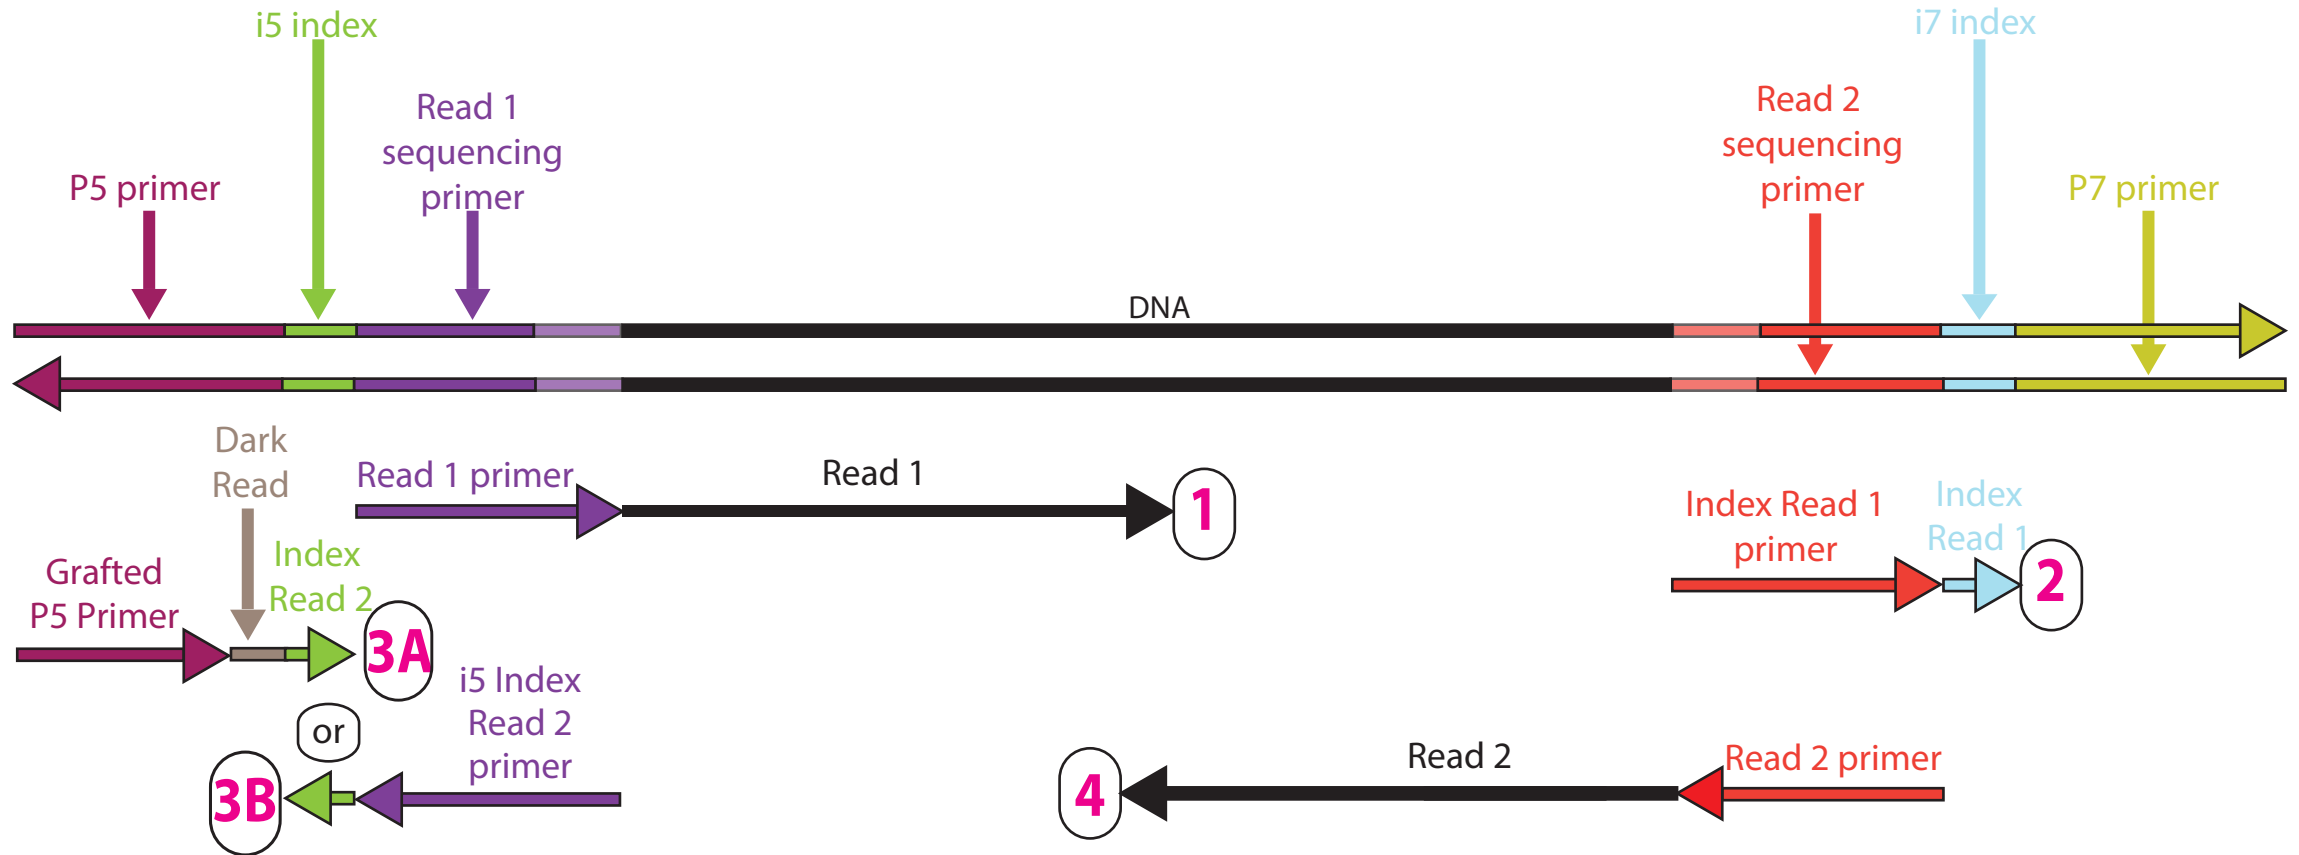 i5 index
i7 index
Read 1
sequencing
primer
Read 2
sequencing
primer
P5 primer
P7 primer
DNA
Dark
Read
Read 1 primer
Read 1
1
Index Read 1
primer
Index
Read 1
2
Grafted
P5 Primer
Index
Read 2
3A
or
i5 Index
Read 2
primer
3B
4
Read 2
Read 2 primer